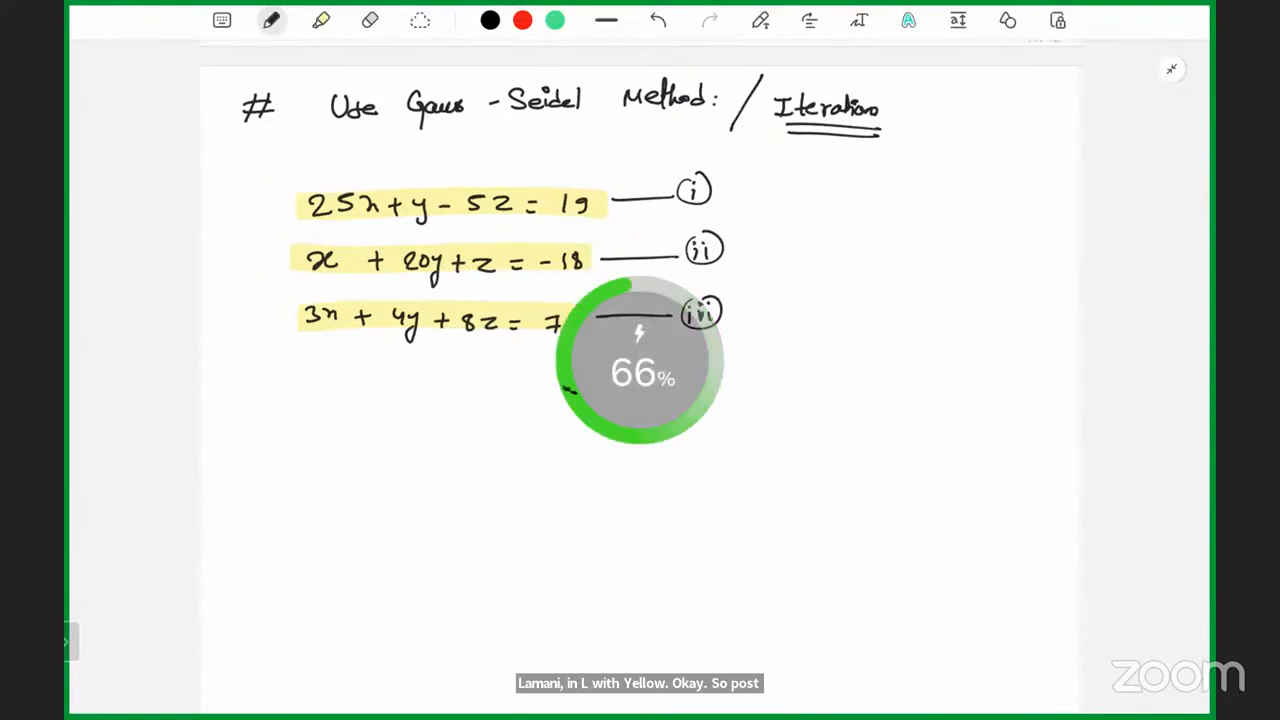 # Use Gauss - Seidel Method: / Iteration
25x + y - 5z = 19 (i)
x + 20y + z = -18 (ii)
3x + 4y + 8z = 7 (iii)
66%
Lamani, in L with Yellow. Okay. So post
zoom